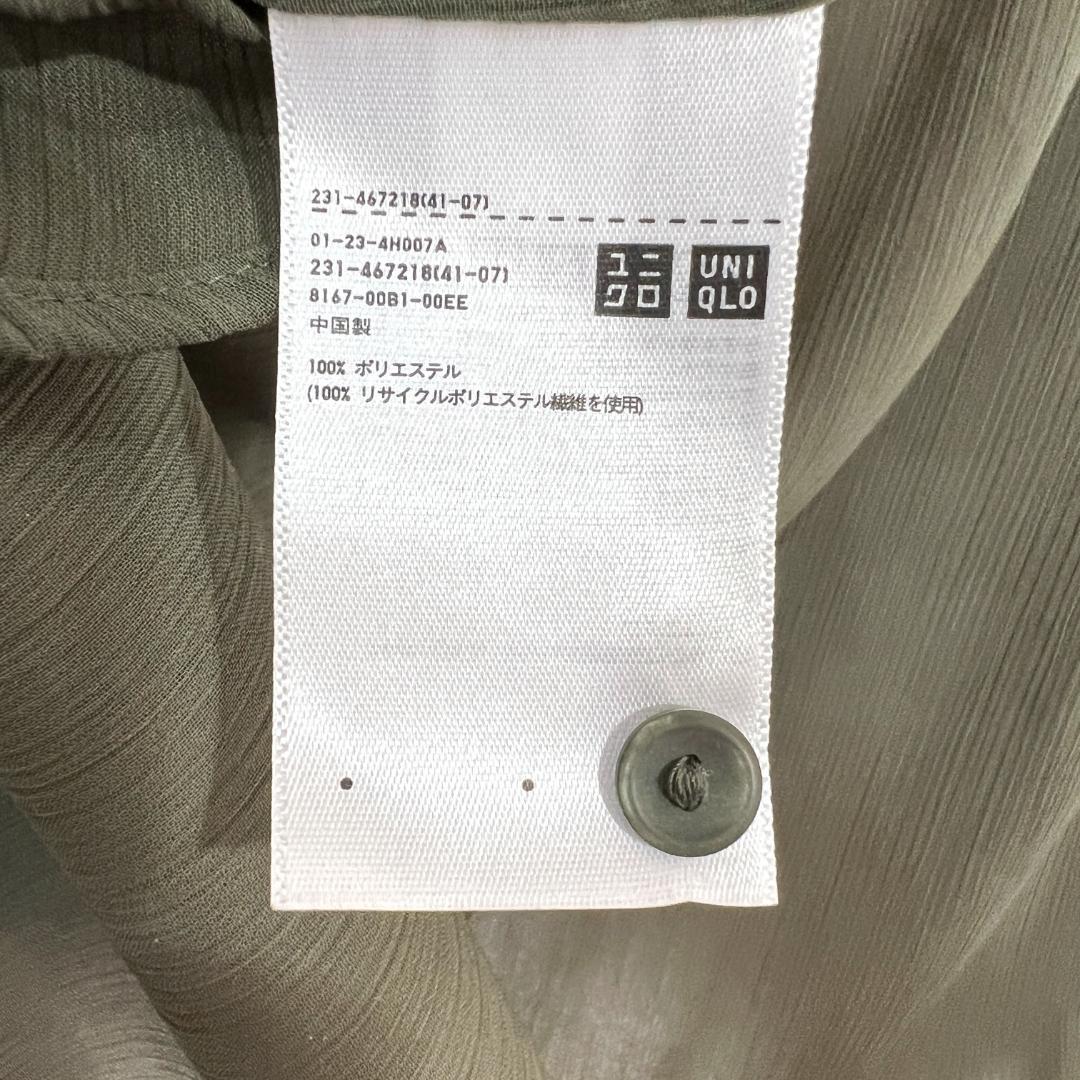 231-467218(41-07)
01-23-4H007A
231-467218(41-07)
8167-00B1-00EE
中国製
100% ポリエステル
(100% リサイクルポリエステル繊維を使用)
ユニ
クロ
UNI
QLO